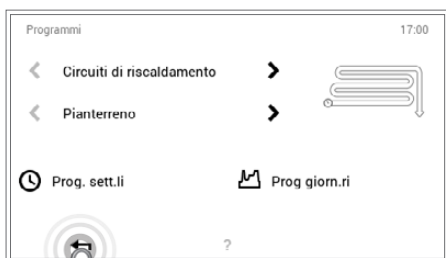 Programmi 17:00
Circuiti di riscaldamento
Pianterreno
Prog. sett.li Prog giorn.ri
?